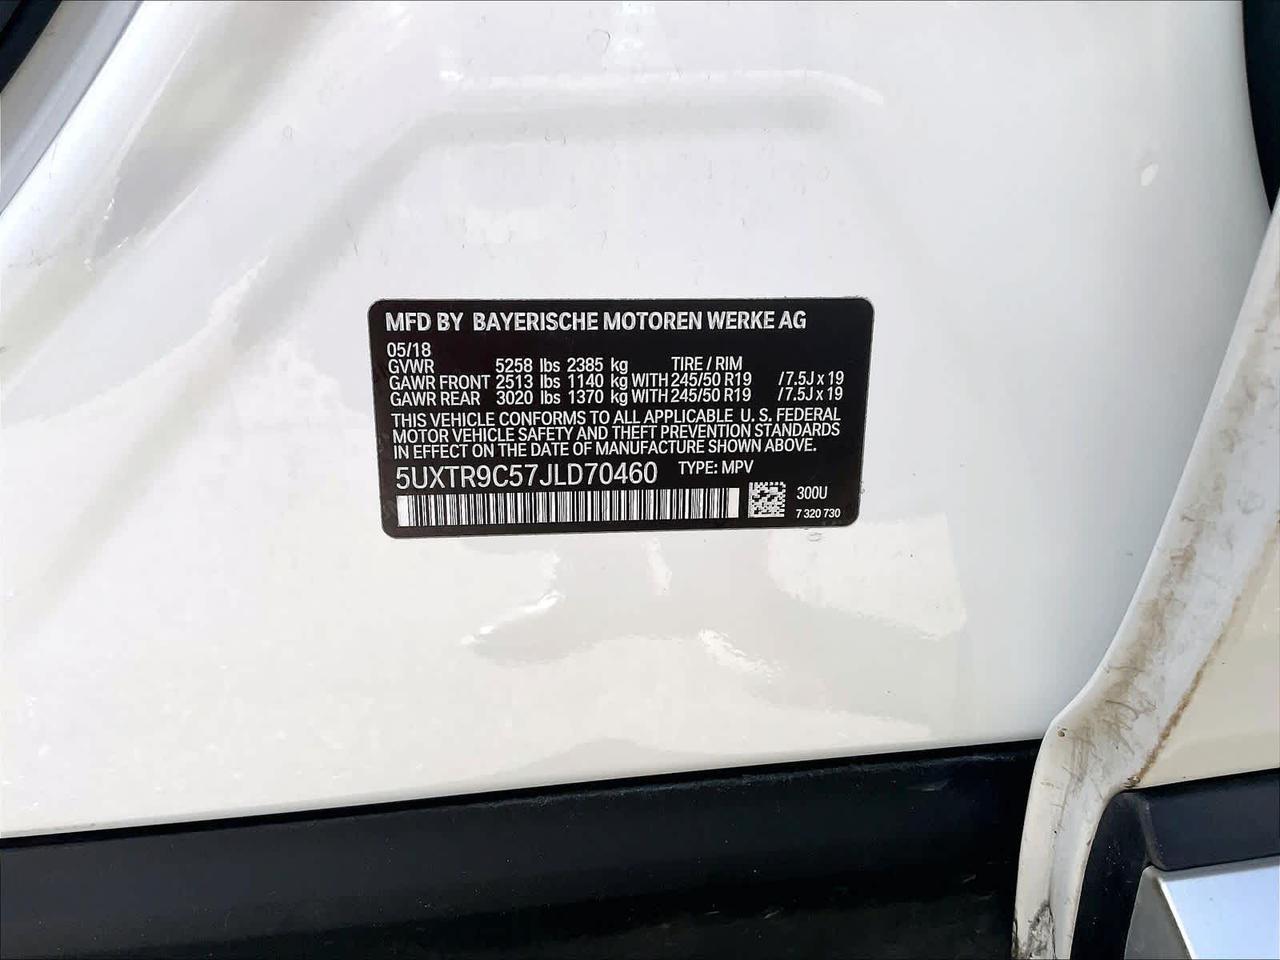 MFD BY BAYERISCHE MOTOREN WERKE AG
05/18
GVWR 5258 lbs 2385 kg TIRE / RIM
GAWR FRONT 2513 lbs 1140 kg WITH 245/50 R19 /7.5J x 19
GAWR REAR 3020 lbs 1370 kg WITH 245/50 R19 /7.5J x 19
THIS VEHICLE CONFORMS TO ALL APPLICABLE U. S. FEDERAL
MOTOR VEHICLE SAFETY AND THEFT PREVENTION STANDARDS
IN EFFECT ON THE DATE OF MANUFACTURE SHOWN ABOVE.
5UXTR9C57JLD70460 TYPE: MPV
300U
7 320 730